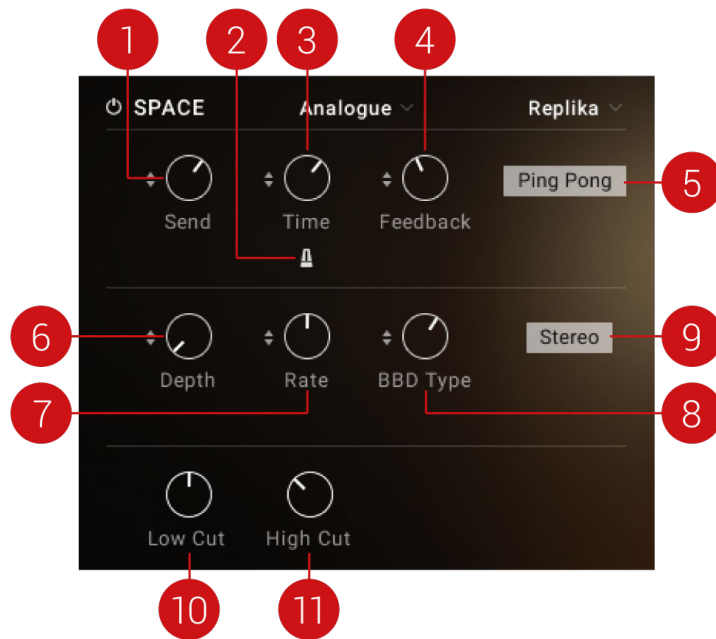 1 2 3 4
SPACE Analogue Replika
Ping Pong 5
Send Time Feedback
6 Stereo 9
Depth Rate BBD Type
7 8
Low Cut High Cut
10 11